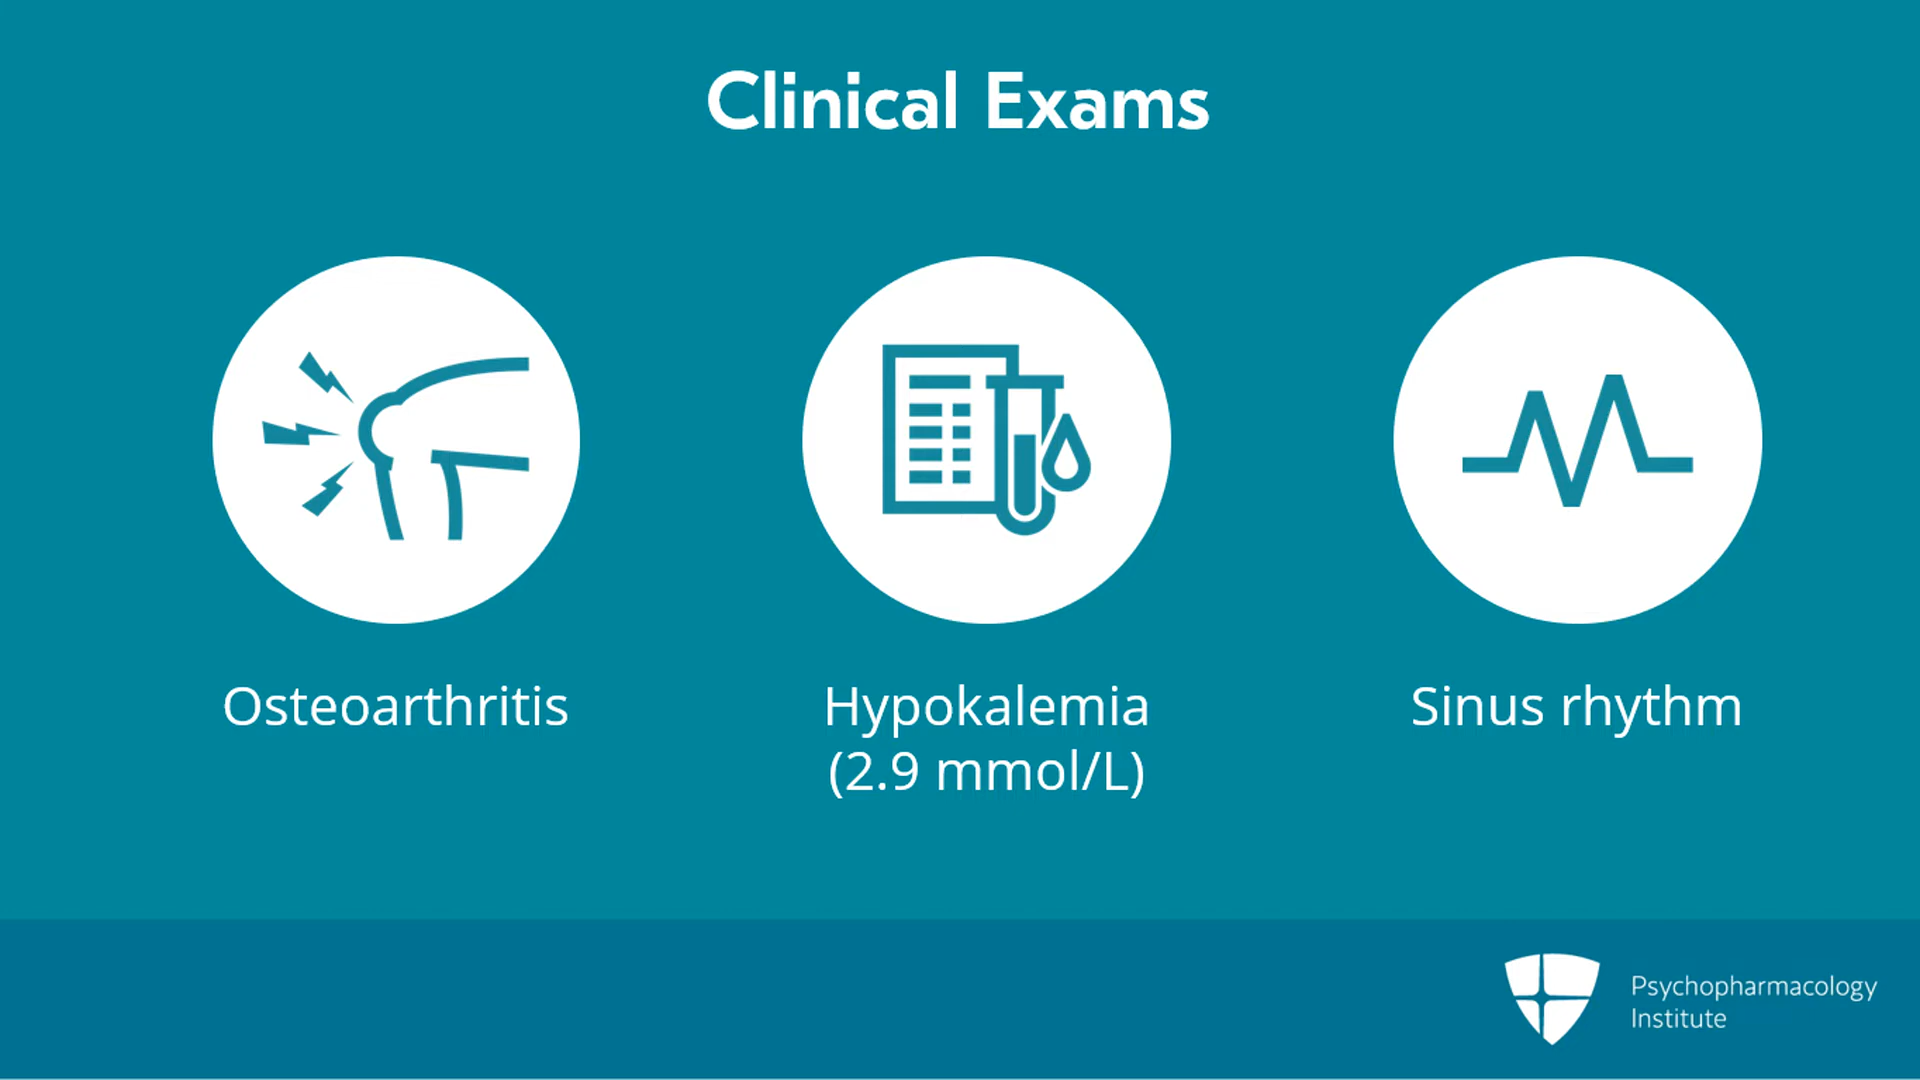 Clinical Exams
Osteoarthritis
Hypokalemia
(2.9 mmol/L)
Sinus rhythm
Psychopharmacology
Institute